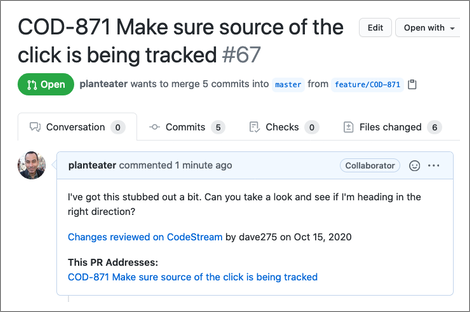 COD-871 Make sure source of the
click is being tracked #67
Edit
Open with
Open
planteater wants to merge 5 commits into master from feature/COD-871
Conversation 0
Commits 5
Checks 0
Files changed 6
planteater commented 1 minute ago
Collaborator
I've got this stubbed out a bit. Can you take a look and see if I'm heading in the
right direction?
Changes reviewed on CodeStream by dave275 on Oct 15, 2020
This PR Addresses:
COD-871 Make sure source of the click is being tracked